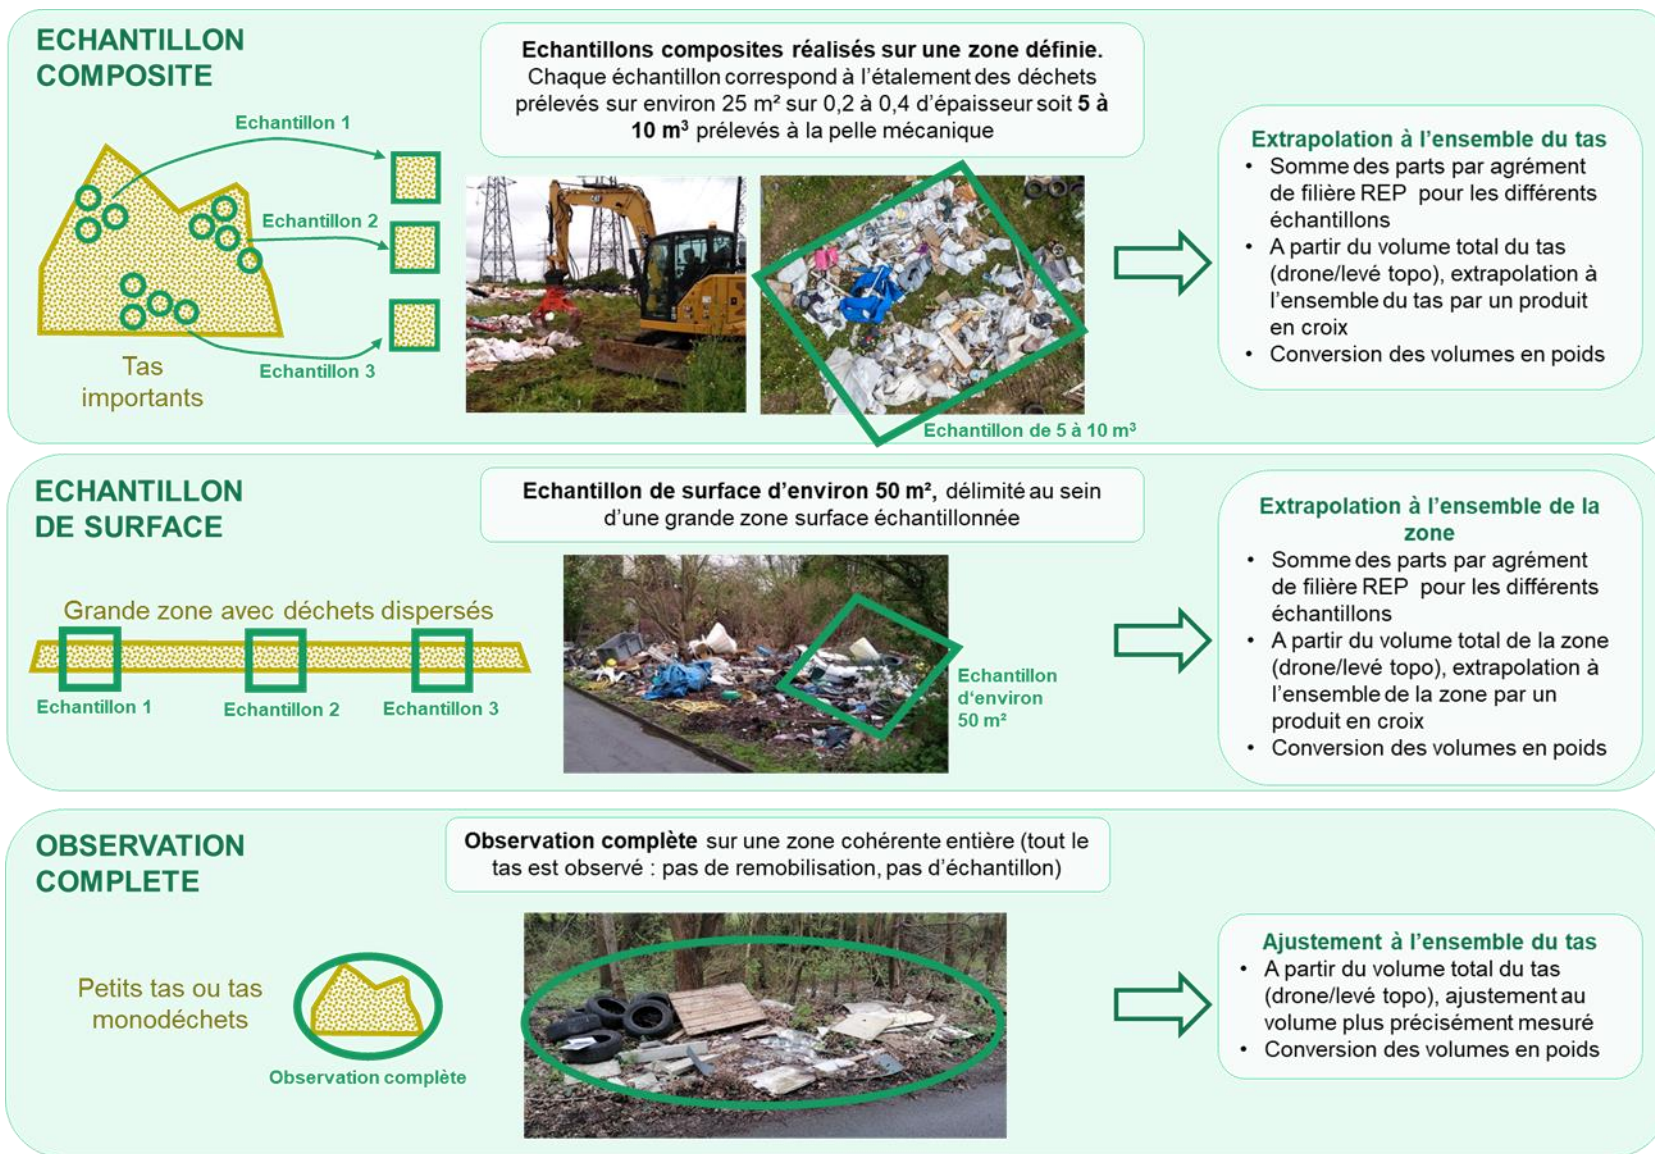 ECHANTILLON
COMPOSITE
Echantillons composites réalisés sur une zone définie.
Chaque échantillon correspond à l'étalement des déchets
prélevés sur environ 25 m² sur 0,2 à 0,4 d'épaisseur soit 5 à
10 m³ prélevés à la pelle mécanique
Echantillon 1
Echantillon 2
Echantillon 3
Tas
importants
Echantillon de 5 à 10 m³
Extrapolation à l'ensemble du tas
• Somme des parts par agrément
de filière REP pour les différents
échantillons
• A partir du volume total du tas
(drone/levé topo), extrapolation à
l'ensemble du tas par un produit
en croix
• Conversion des volumes en poids
ECHANTILLON
DE SURFACE
Echantillon de surface d'environ 50 m², délimité au sein
d'une grande zone surface échantillonnée
Grande zone avec déchets dispersés
Echantillon 1
Echantillon 2
Echantillon 3
Echantillon
d'environ
50 m²
Extrapolation à l'ensemble de la
zone
• Somme des parts par agrément
de filière REP pour les différents
échantillons
• A partir du volume total de la zone
(drone/levé topo), extrapolation à
l'ensemble de la zone par un
produit en croix
• Conversion des volumes en poids
OBSERVATION
COMPLETE
Observation complète sur une zone cohérente entière (tout le
tas est observé : pas de remobilisation, pas d'échantillon)
Petits tas ou tas
monodéchets
Observation complète
Ajustement à l'ensemble du tas
• A partir du volume total du tas
(drone/levé topo), ajustement au
volume plus précisément mesuré
• Conversion des volumes en poids